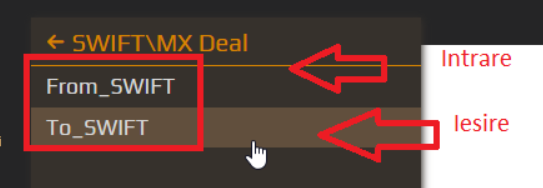 ← SWIFT\MX Deal
Intrare
From_SWIFT
To_SWIFT
Iesire